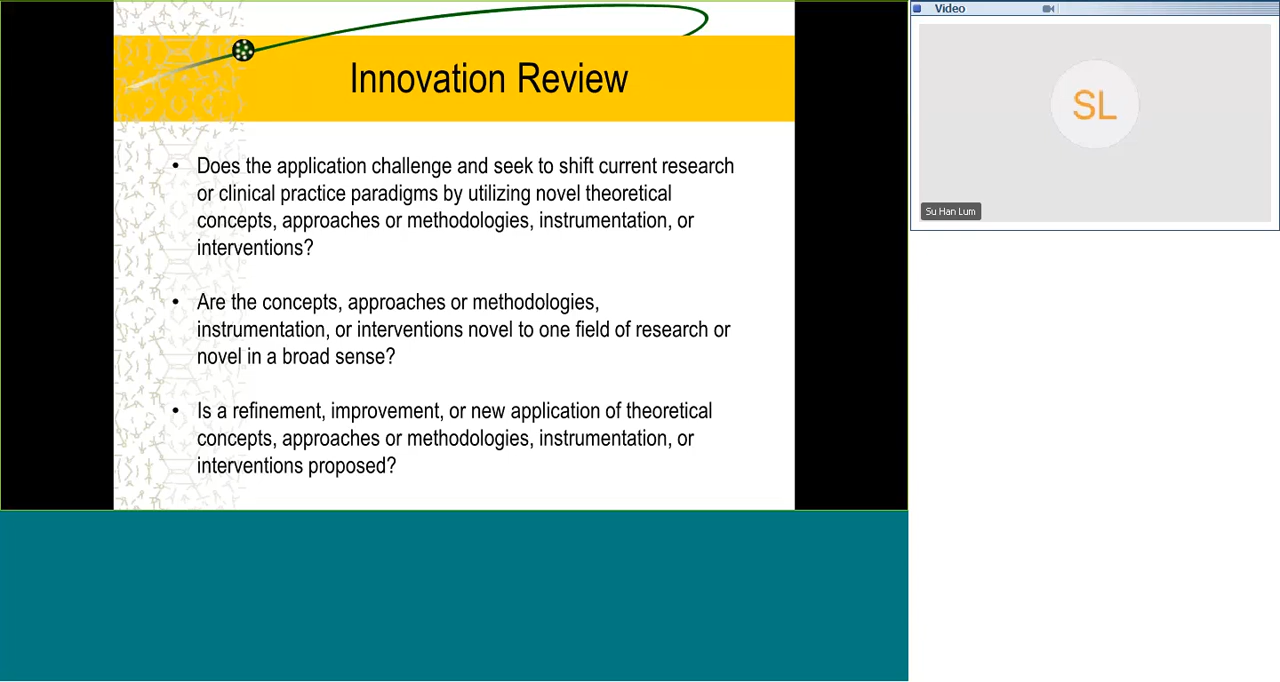 Innovation Review
• Does the application challenge and seek to shift current research
or clinical practice paradigms by utilizing novel theoretical
concepts, approaches or methodologies, instrumentation, or
interventions?
• Are the concepts, approaches or methodologies,
instrumentation, or interventions novel to one field of research or
novel in a broad sense?
• Is a refinement, improvement, or new application of theoretical
concepts, approaches or methodologies, instrumentation, or
interventions proposed?
Video
SL
Su Han Lum